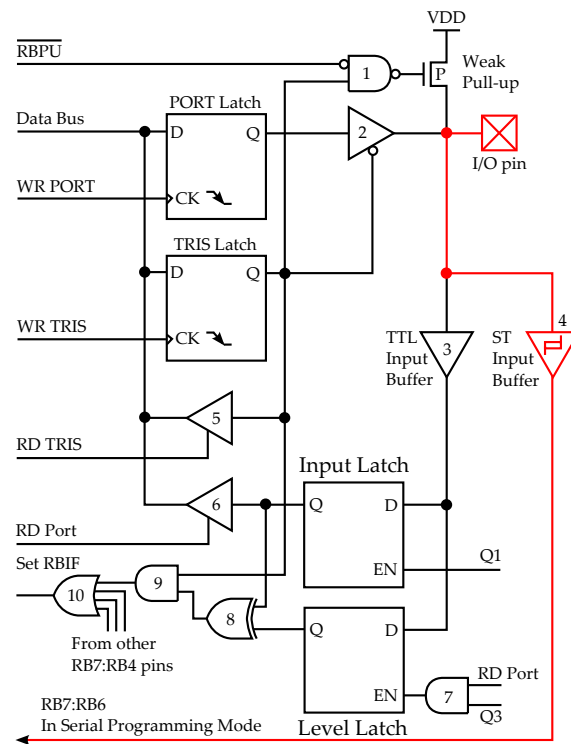 VDD
RBPU
1
P
Weak
Pull-up
Data Bus
PORT Latch
D
Q
2
I/O pin
WR PORT
CK
TRIS Latch
D
Q
WR TRIS
CK
TTL
Input
Buffer
3
ST
Input
Buffer
4
5
RD TRIS
Input Latch
6
Q
D
RD Port
EN
Q1
Set RBIF
10
9
8
Q
D
From other
RB7:RB4 pins
EN
7
RD Port
Q3
RB7:RB6
In Serial Programming Mode
Level Latch